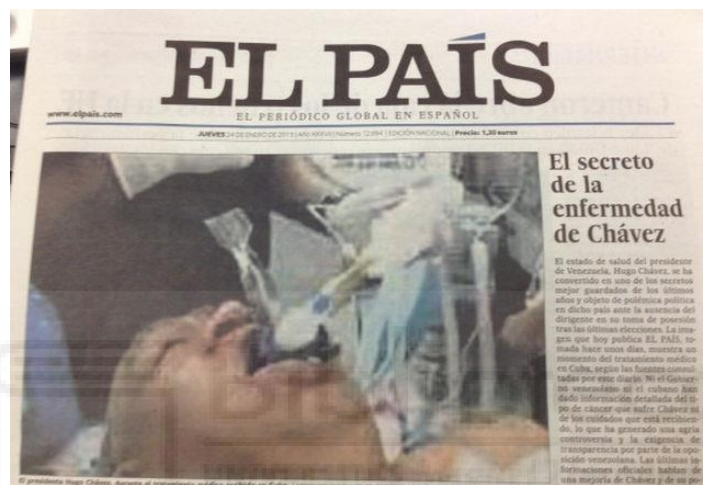 EL PAÍS
www.elpais.com
EL PERIÓDICO GLOBAL EN ESPAÑOL
JUEVES 24 DE ENERO DE 2013 | AÑO XXXVIII | Número 12.994 | EDICIÓN NACIONAL | Precio: 1,30 euros
El secreto
de la
enfermedad
de Chávez
El estado de salud del presidente
de Venezuela, Hugo Chávez, se ha
convertido en uno de los secretos
mejor guardados de los últimos
años y objeto de polémica política
en dicho país ante la ausencia del
dirigente en su toma de posesión
tras las últimas elecciones. La ima-
gen que hoy publica EL PAÍS, to-
mada hace unos días, muestra un
momento del tratamiento médico
en Cuba, según las fuentes consul-
tadas por este diario. Ni el Gobier-
no venezolano ni el cubano han
dado información detallada del ti-
po de cáncer que sufre Chávez ni
de los cuidados que está recibien-
do, lo que ha generado una agria
controversia y la exigencia de
transparencia por parte de la opo-
sición venezolana. Las últimas in-
formaciones oficiales hablan de
una mejoría de Chávez y de su po-
El presidente Hugo Chávez, durante el tratamiento médico recibido en Cuba.